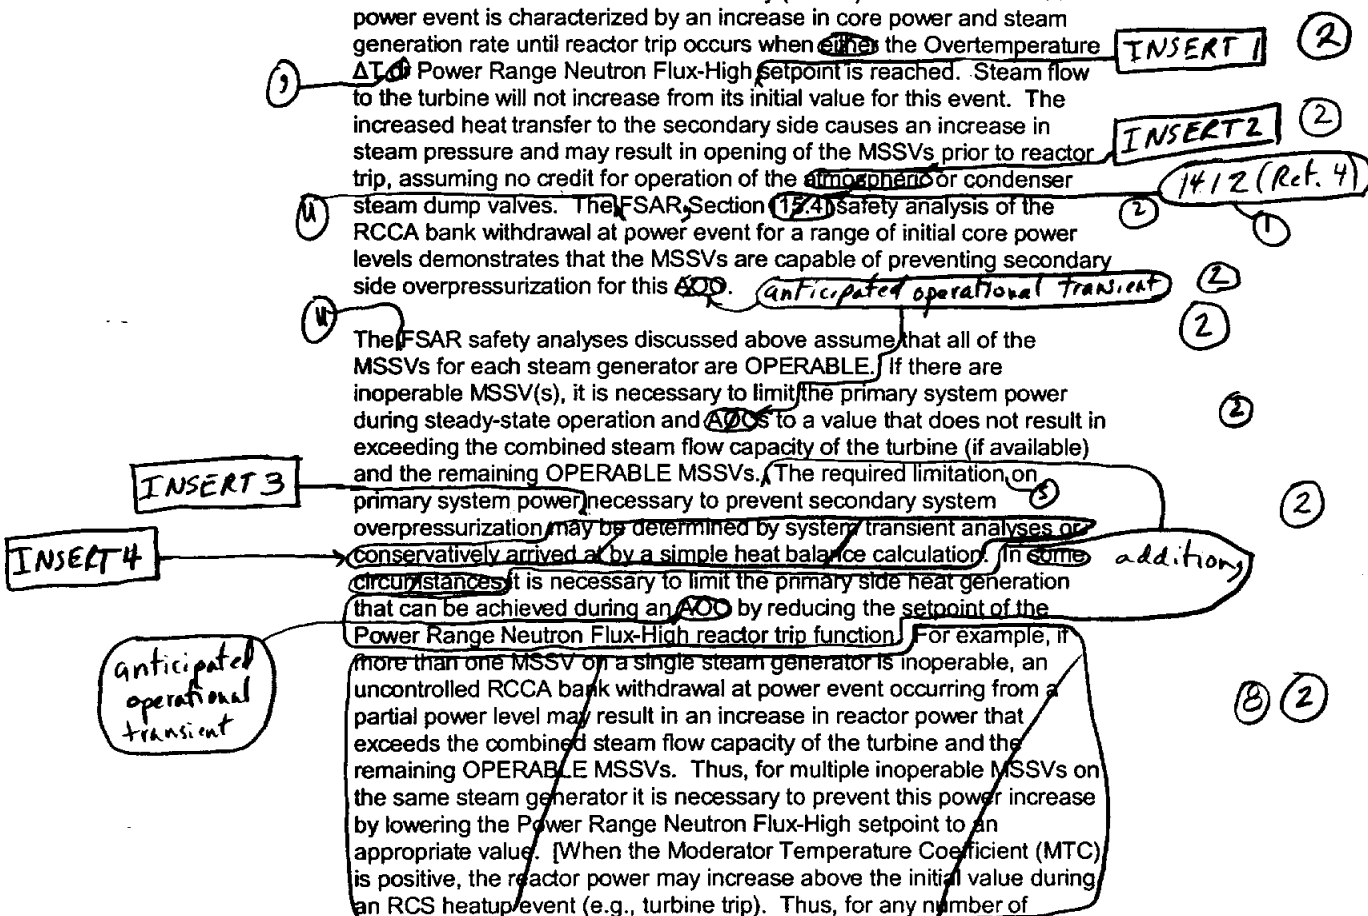 power event is characterized by an increase in core power and steam
generation rate until reactor trip occurs when either the Overtemperature INSERT 1 2
, ΔT or Power Range Neutron Flux-High setpoint is reached. Steam flow
to the turbine will not increase from its initial value for this event. The
increased heat transfer to the secondary side causes an increase in INSERT 2 2
steam pressure and may result in opening of the MSSVs prior to reactor
trip, assuming no credit for operation of the atmospheric or condenser 14.1.2 (Ref. 4)
U steam dump valves. The FSAR, Section 15.4 safety analysis of the 2 1
RCCA bank withdrawal at power event for a range of initial core power
levels demonstrates that the MSSVs are capable of preventing secondary
side overpressurization for this AOO. anticipated operational transient 2
U 2
The FSAR safety analyses discussed above assume that all of the
MSSVs for each steam generator are OPERABLE. If there are
inoperable MSSV(s), it is necessary to limit the primary system power
during steady-state operation and AOOs to a value that does not result in 2
exceeding the combined steam flow capacity of the turbine (if available)
and the remaining OPERABLE MSSVs. The required limitation on
INSERT 3 primary system power necessary to prevent secondary system s 2
overpressurization may be determined by system transient analyses or
INSERT 4 conservatively arrived at by a simple heat balance calculation. In some addition,
circumstances it is necessary to limit the primary side heat generation
that can be achieved during an AOO by reducing the setpoint of the
Power Range Neutron Flux-High reactor trip function. For example, if
anticipated operational transient
more than one MSSV on a single steam generator is inoperable, an
uncontrolled RCCA bank withdrawal at power event occurring from a 8 2
partial power level may result in an increase in reactor power that
exceeds the combined steam flow capacity of the turbine and the
remaining OPERABLE MSSVs. Thus, for multiple inoperable MSSVs on
the same steam generator it is necessary to prevent this power increase
by lowering the Power Range Neutron Flux-High setpoint to an
appropriate value. [When the Moderator Temperature Coefficient (MTC)
is positive, the reactor power may increase above the initial value during
an RCS heatup event (e.g., turbine trip). Thus, for any number of